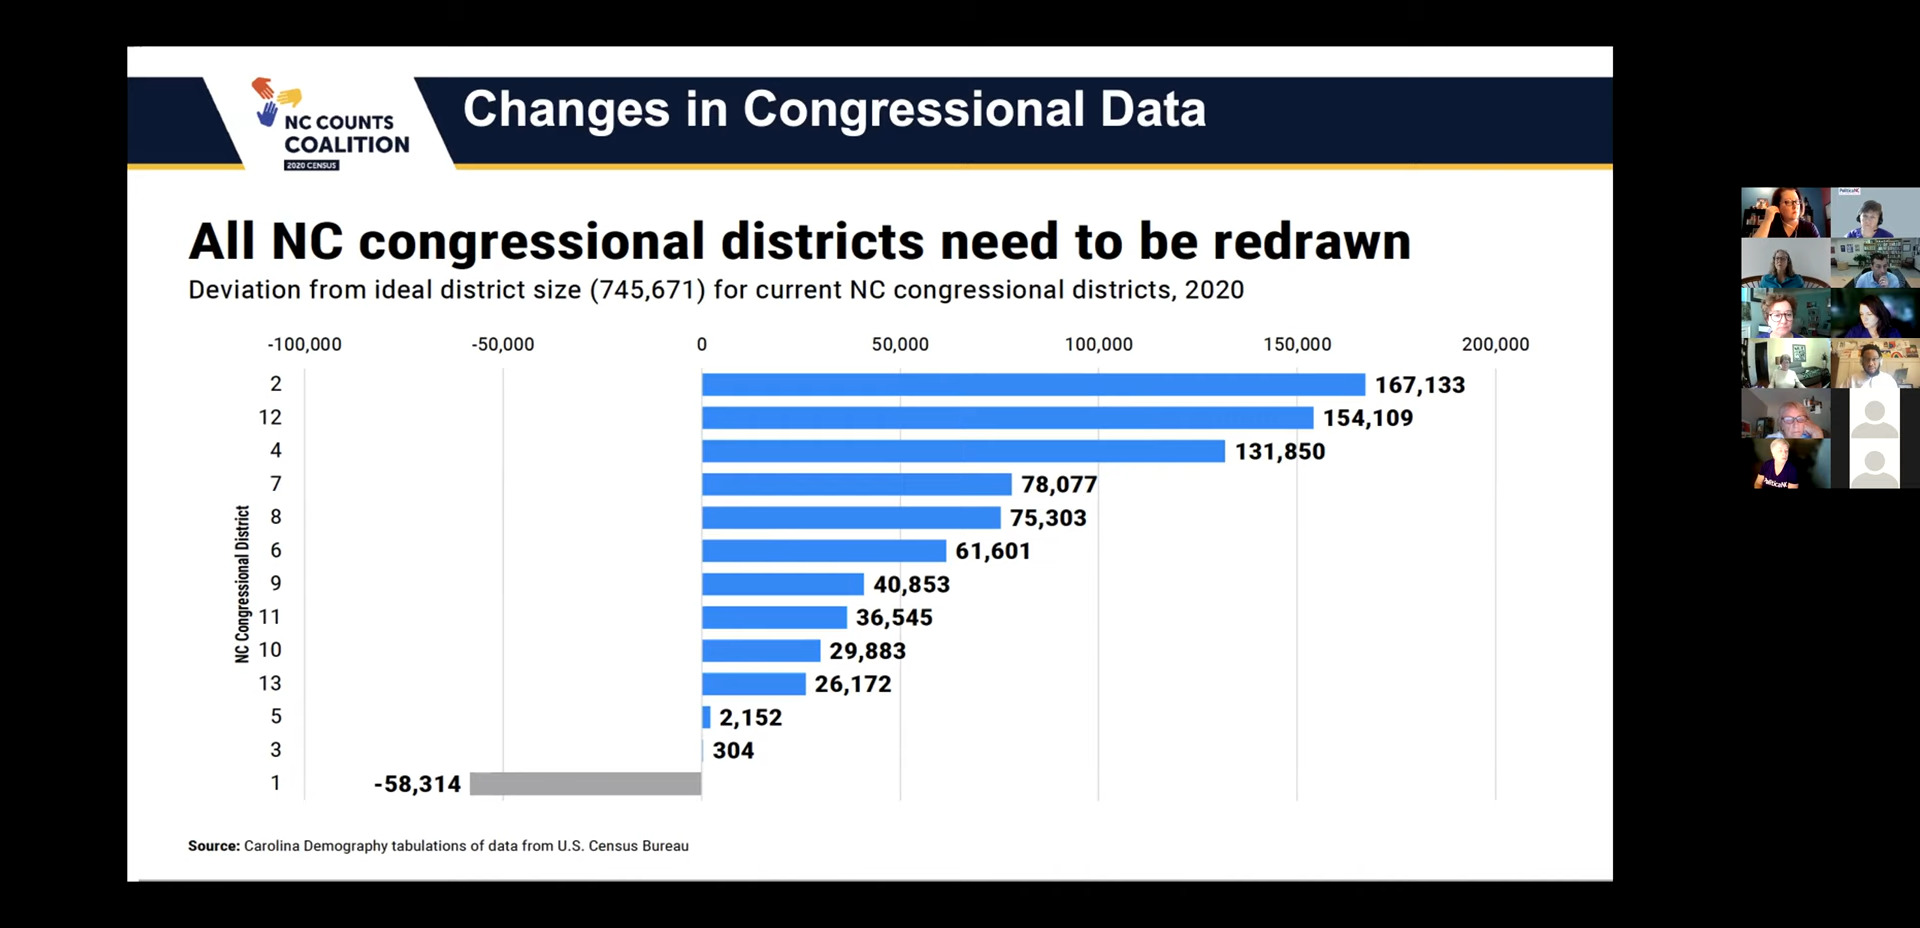 NC COUNTS
COALITION
2020 CENSUS
Changes in Congressional Data
All NC congressional districts need to be redrawn
Deviation from ideal district size (745,671) for current NC congressional districts, 2020
-100,000 -50,000 0 50,000 100,000 150,000 200,000
NC Congressional District
2 167,133
12 154,109
4 131,850
7 78,077
8 75,303
6 61,601
9 40,853
11 36,545
10 29,883
13 26,172
5 2,152
3 304
1 -58,314
Source: Carolina Demography tabulations of data from U.S. Census Bureau